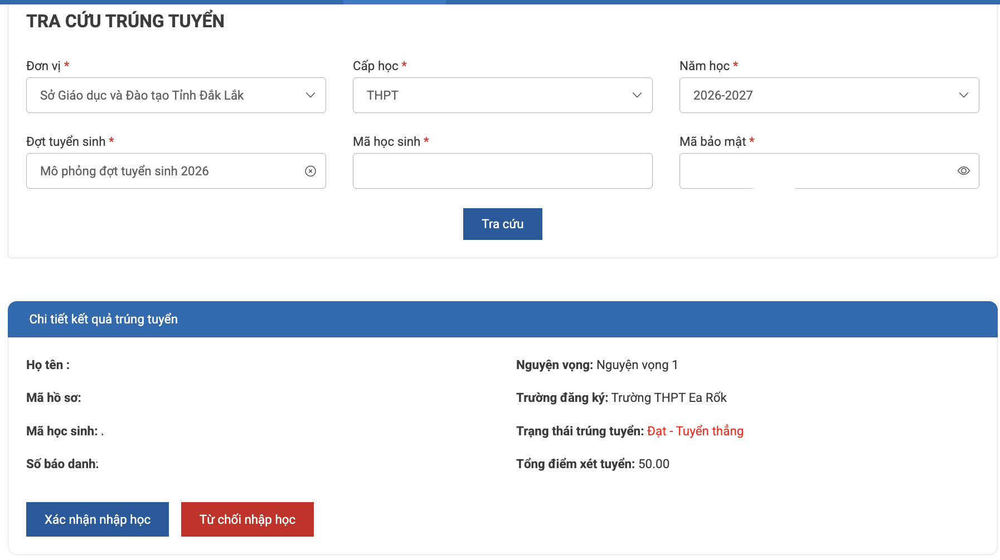 TRA CỨU TRÚNG TUYỂN
Đơn vị * Cấp học * Năm học *
Sở Giáo dục và Đào tạo Tỉnh Đắk Lắk THPT 2026-2027
Đợt tuyển sinh * Mã học sinh * Mã bảo mật *
Mô phỏng đợt tuyển sinh 2026
Tra cứu
Chi tiết kết quả trúng tuyển
Họ tên : Nguyện vọng: Nguyện vọng 1
Mã hồ sơ: Trường đăng ký: Trường THPT Ea Rốk
Mã học sinh: Trạng thái trúng tuyển: Đạt - Tuyển thẳng
Số báo danh: Tổng điểm xét tuyển: 50.00
Xác nhận nhập học Từ chối nhập học